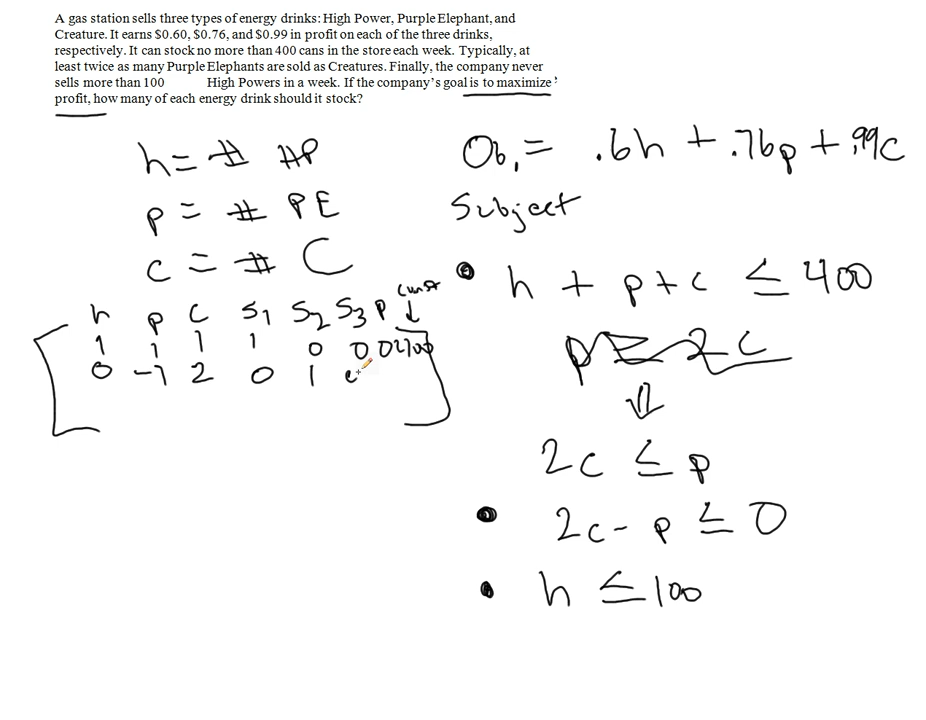 A gas station sells three types of energy drinks: High Power, Purple Elephant, and
Creature. It earns $0.60, $0.76, and $0.99 in profit on each of the three drinks,
respectively. It can stock no more than 400 cans in the store each week. Typically, at
least twice as many Purple Elephants are sold as Creatures. Finally, the company never
sells more than 100 High Powers in a week. If the company's goal is to maximize
profit, how many of each energy drink should it stock?
h = # HP
p = # PE
c = # C
h p c S1 S2 S3 P const ↓
1 1 1 1 0 0 0 400
0 -1 2 0 1
Obj = .6h + .76p + .99c
Subject
h + p + c ≤ 400
p ≥ 2c
⇓
2c ≤ p
2c - p ≤ 0
h ≤ 100